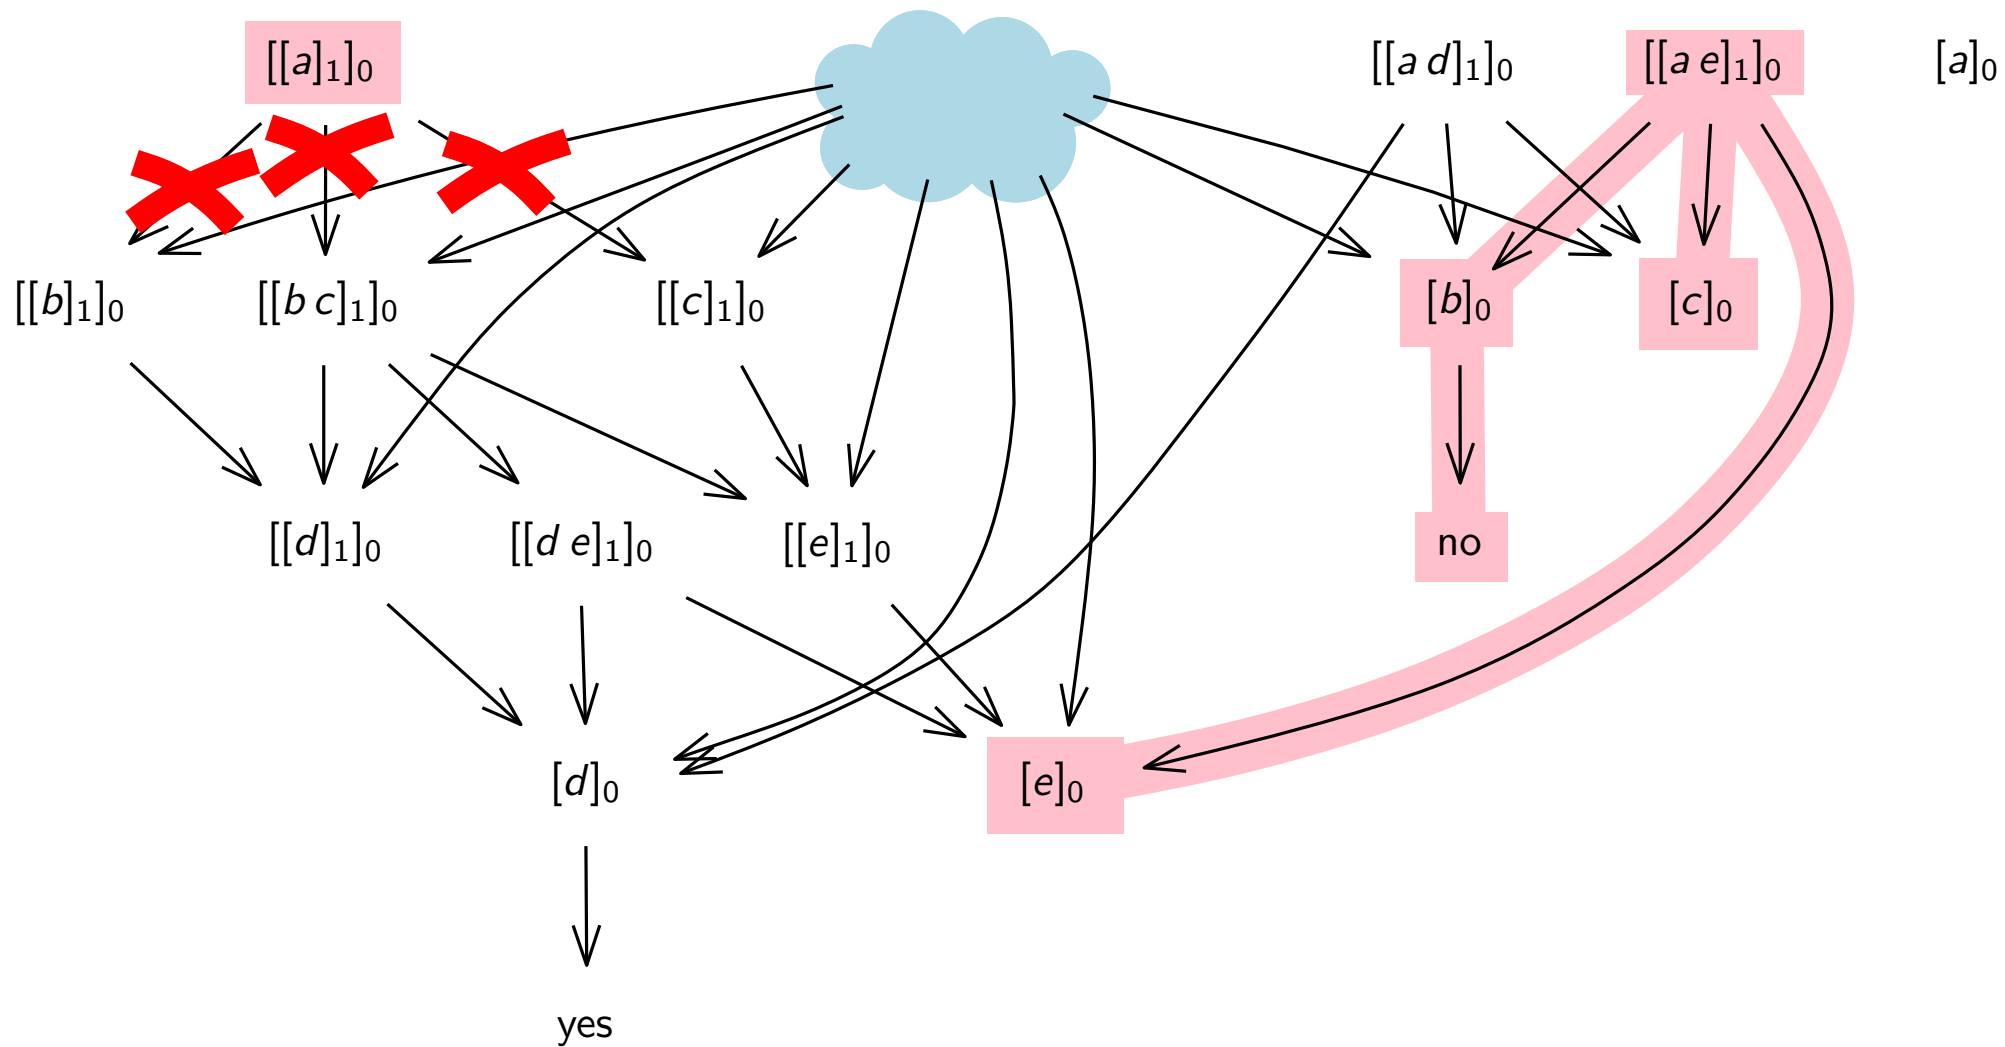 [[a]₁]₀ [[a d]₁]₀ [[a e]₁]₀ [a]₀
[[b]₁]₀ [[b c]₁]₀ [[c]₁]₀ [b]₀ [c]₀
[[d]₁]₀ [[d e]₁]₀ [[e]₁]₀ no
[d]₀ [e]₀
yes